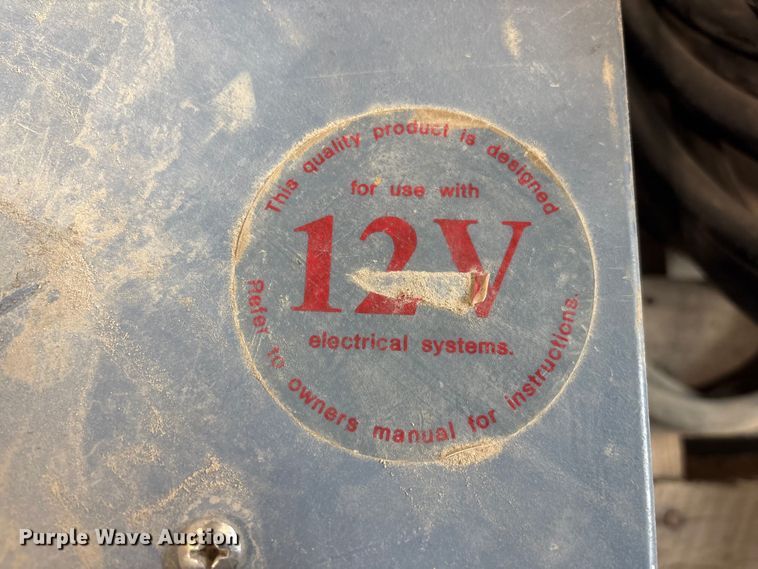 This quality product is designed
for use with
12V
electrical systems.
Refer to owners manual for instructions.
Purple Wave Auction